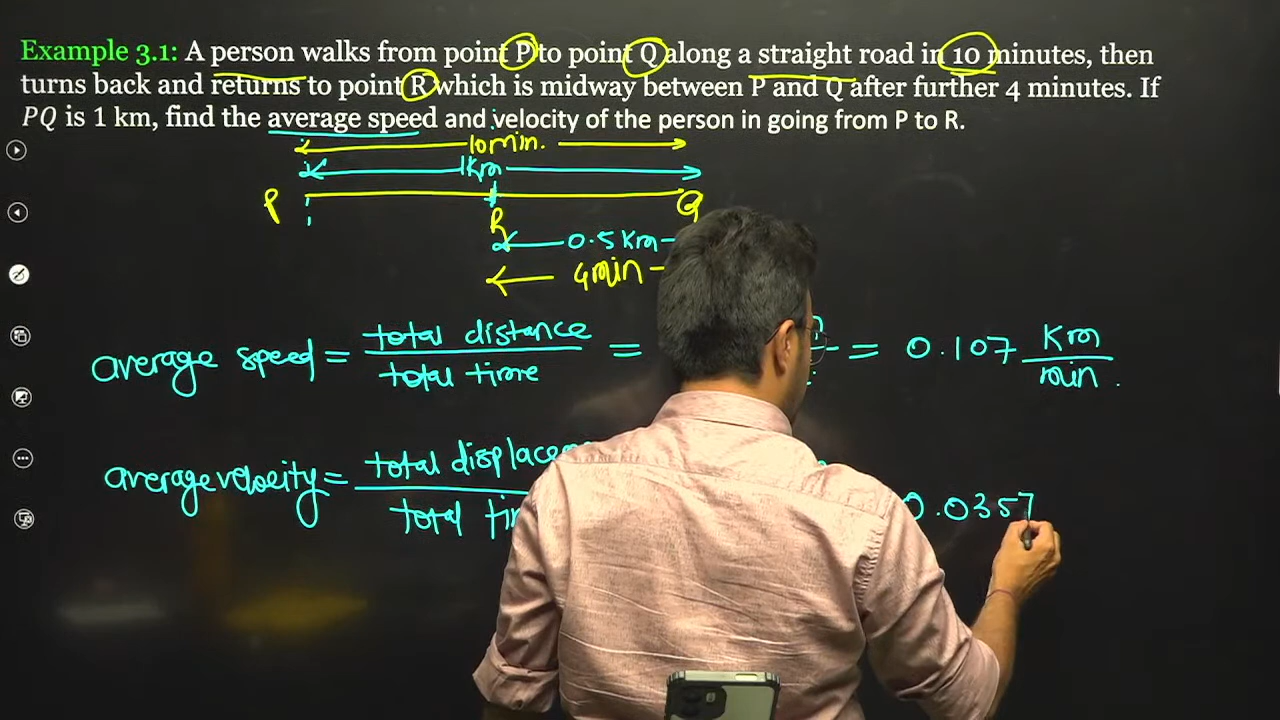 Example 3.1: A person walks from point P to point Q along a straight road in 10 minutes, then
turns back and returns to point R which is midway between P and Q after further 4 minutes. If
PQ is 1 km, find the average speed and velocity of the person in going from P to R.
10min.
1Km
P
Q
R
0.5 Km
4min
average speed = total distance / total time = = 0.107 Km / min.
average velocity = total / total 0.0357